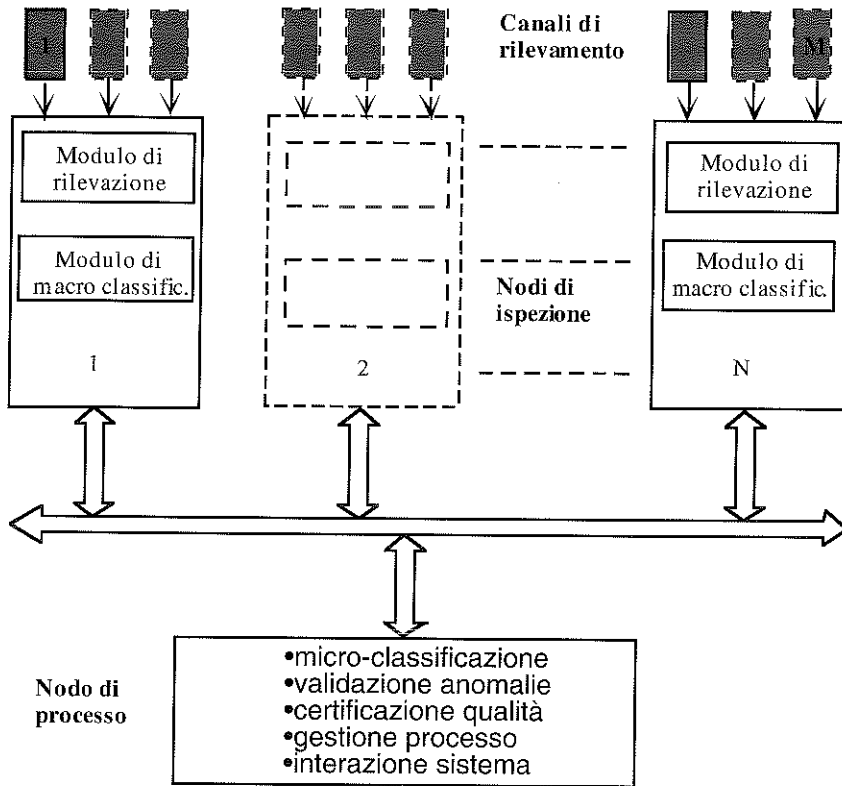 1
Canali di
rilevamento
M
Modulo di
rilevazione
Modulo di
rilevazione
Modulo di
macro classific.
Modulo di
macro classific.
Nodi di
ispezione
1
2
N
Nodo di
processo
•micro-classificazione
•validazione anomalie
•certificazione qualità
•gestione processo
•interazione sistema